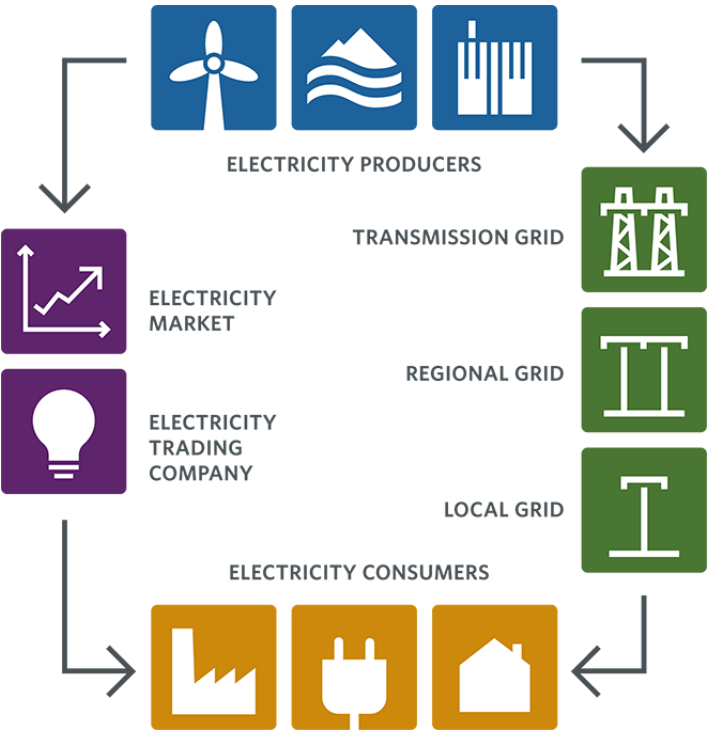 ELECTRICITY PRODUCERS
TRANSMISSION GRID
ELECTRICITY
MARKET
REGIONAL GRID
ELECTRICITY
TRADING
COMPANY
LOCAL GRID
ELECTRICITY CONSUMERS